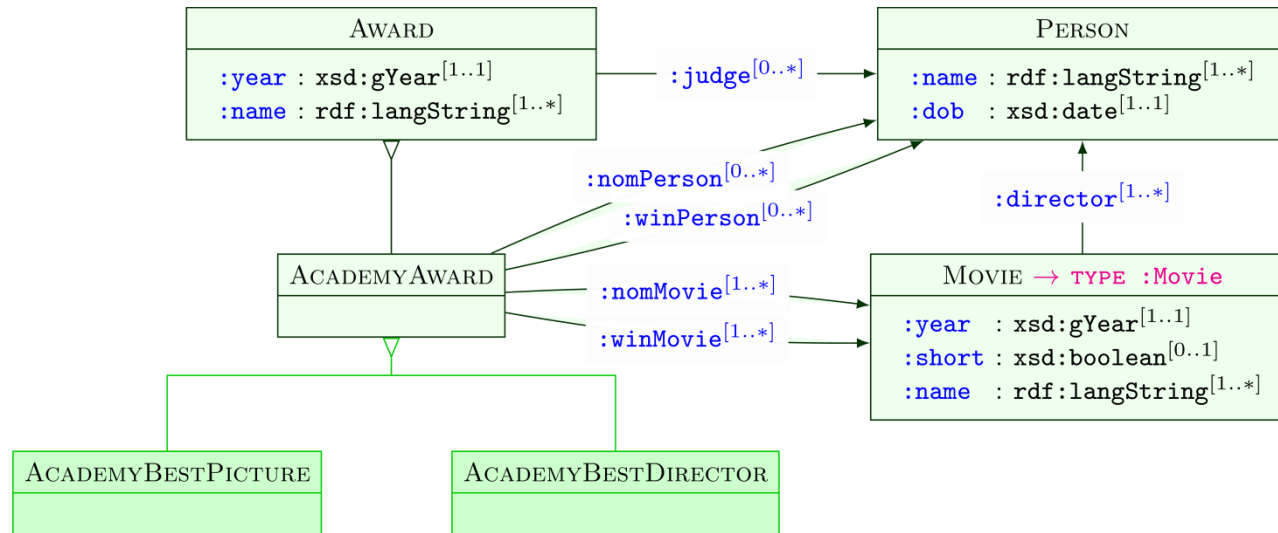 AWARD
:year : xsd:gYear[1..1]
:name : rdf:langString[1..*]
:judge[0..*]
PERSON
:name : rdf:langString[1..*]
:dob : xsd:date[1..1]
:nomPerson[0..*]
:winPerson[0..*]
:director[1..*]
ACADEMYAWARD
:nomMovie[1..*]
:winMovie[1..*]
MOVIE → TYPE :Movie
:year : xsd:gYear[1..1]
:short : xsd:boolean[0..1]
:name : rdf:langString[1..*]
ACADEMYBESTPICTURE
ACADEMYBESTDIRECTOR